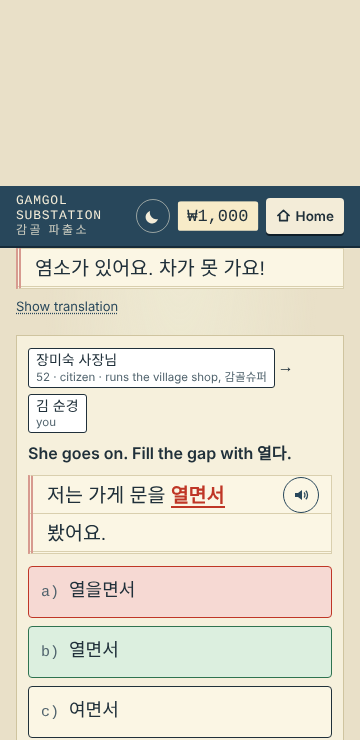 GAMGOL
SUBSTATION
감골 파출소
₩1,000
Home
염소가 있어요. 차가 못 가요!
Show translation
장미숙 사장님
52 · citizen · runs the village shop, 감골슈퍼
→
김 순경
you
She goes on. Fill the gap with 열다.
저는 가게 문을 열면서
봤어요.
a) 열을면서
b) 열면서
c) 여면서